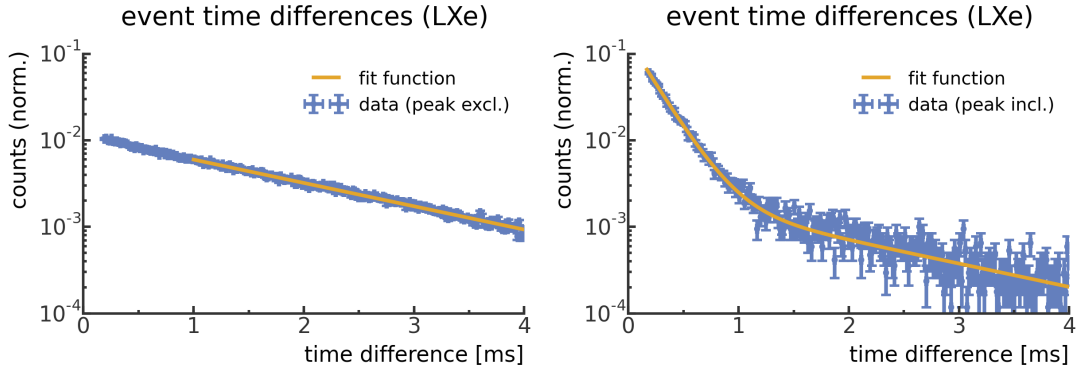 event time differences (LXe)
counts (norm.)
10^-1
10^-2
10^-3
10^-4
fit function
data (peak excl.)
0 1 2 3 4
time difference [ms]
event time differences (LXe)
counts (norm.)
10^-1
10^-2
10^-3
10^-4
fit function
data (peak incl.)
0 1 2 3 4
time difference [ms]